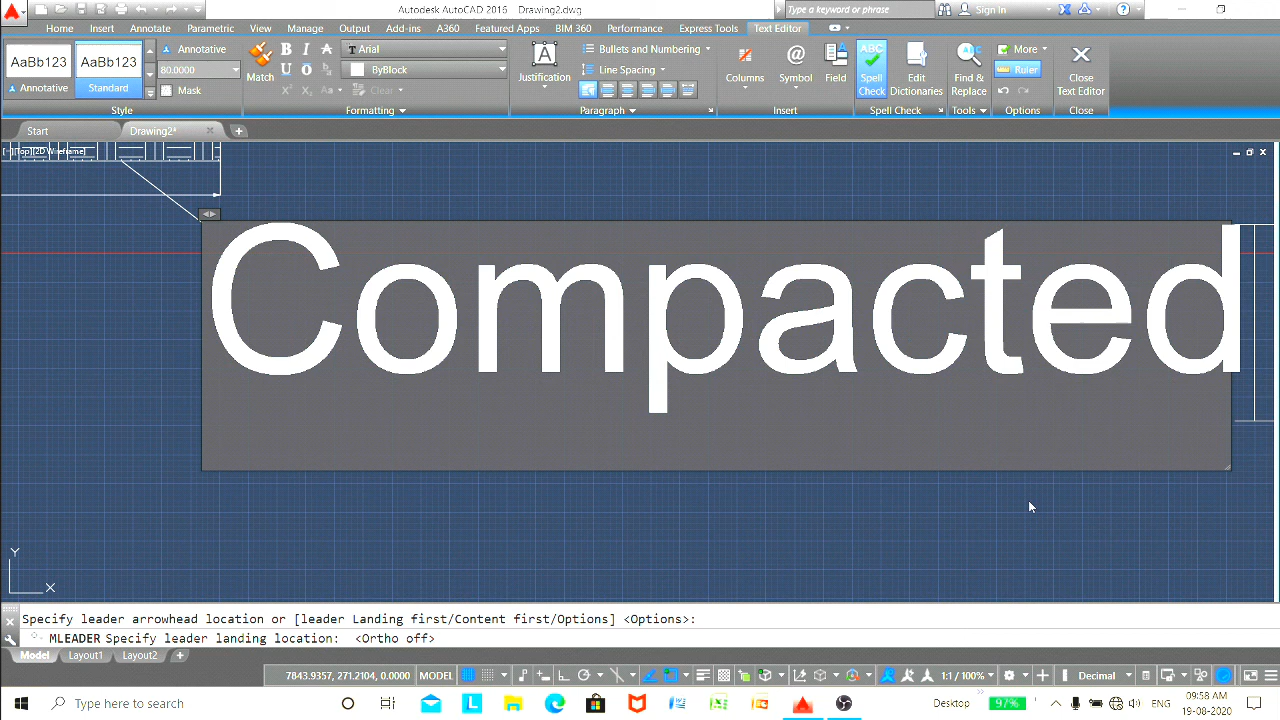 Autodesk AutoCAD 2016 Drawing2.dwg
Type a keyword or phrase
Sign In
Home Insert Annotate Parametric View Manage Output Add-ins A360 Featured Apps BIM 360 Performance Express Tools Text Editor
AaBb123 AaBb123
Annotative Standard
Style
Annotative
80.0000
Mask
Match
B I A
U O
Aa Clear
Arial
ByBlock
Formatting
Justification
Bullets and Numbering
Line Spacing
Paragraph
Columns Symbol Field
@
Insert
ABC
Spell Check
Edit Dictionaries
Spell Check
Find & Replace
Tools
More
Ruler
Options
Close Text Editor
Close
Start Drawing2*
[−][Top][2D Wireframe]
Compacted
Y
X
Specify leader arrowhead location or [leader Landing first/Content first/Options] <Options>:
MLEADER Specify leader landing location: <Ortho off>
Model Layout1 Layout2
7843.9357, 271.2104, 0.0000 MODEL
1:1 / 100%
Decimal
Type here to search
Desktop
97%
ENG
09:58 AM
19-08-2020